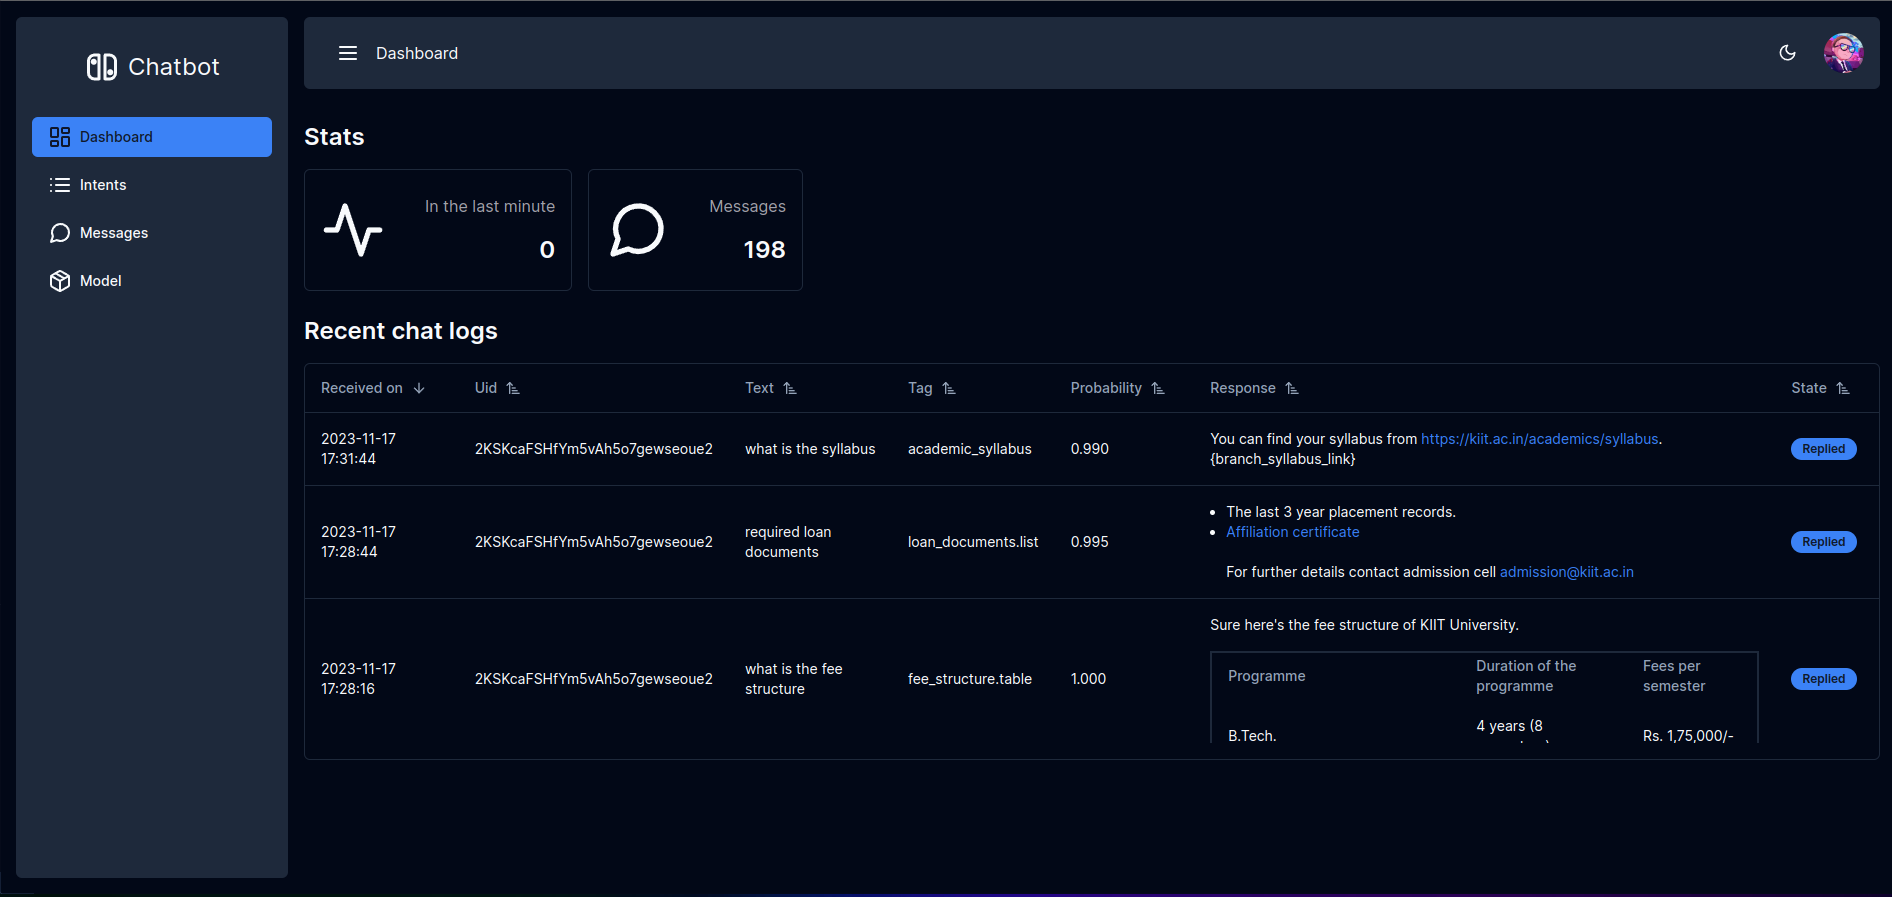 Chatbot
Dashboard
Intents
Messages
Model
Dashboard
Stats
In the last minute
0
Messages
198
Recent chat logs
Received on Uid Text Tag Probability Response State
2023-11-17
17:31:44
2KSKcaFSHfYm5vAh5o7gewseoue2
what is the syllabus
academic_syllabus
0.990
You can find your syllabus from https://kiit.ac.in/academics/syllabus.
{branch_syllabus_link}
Replied
2023-11-17
17:28:44
2KSKcaFSHfYm5vAh5o7gewseoue2
required loan
documents
loan_documents.list
0.995
• The last 3 year placement records.
• Affiliation certificate
For further details contact admission cell admission@kiit.ac.in
Replied
2023-11-17
17:28:16
2KSKcaFSHfYm5vAh5o7gewseoue2
what is the fee
structure
fee_structure.table
1.000
Sure here's the fee structure of KIIT University.
Programme
Duration of the
programme
Fees per
semester
B.Tech.
4 years (8
Rs. 1,75,000/-
Replied